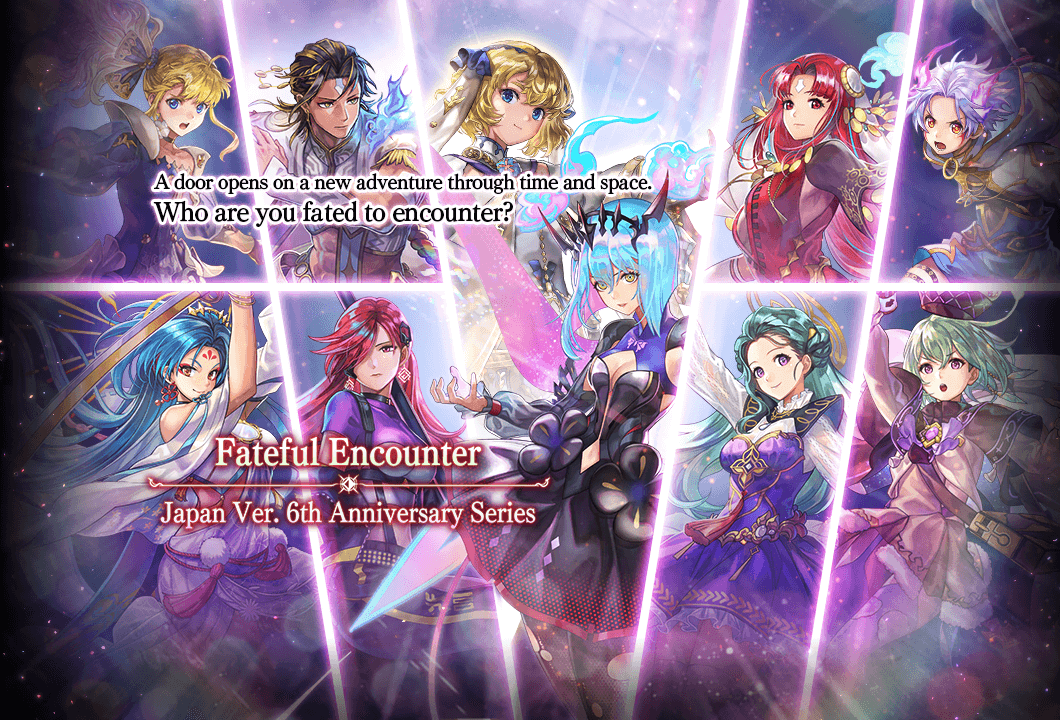 A door opens on a new adventure through time and space.
Who are you fated to encounter?
Fateful Encounter
Japan Ver. 6th Anniversary Series